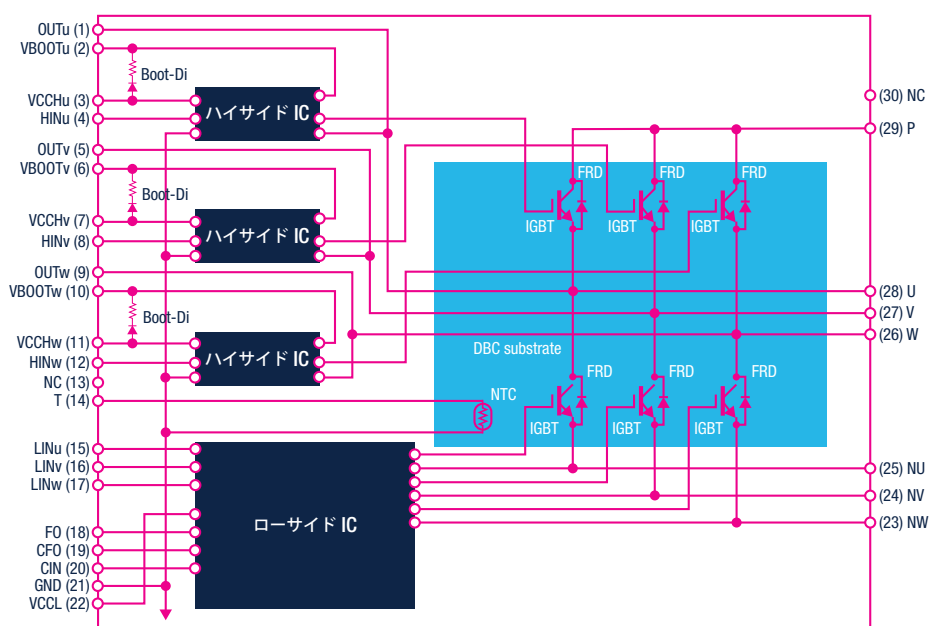 OUTu (1)
VBOOTu (2)
Boot-Di
VCCHu (3)
HINu (4)
ハイサイド IC
OUTv (5)
VBOOTv (6)
Boot-Di
VCCHv (7)
HINv (8)
ハイサイド IC
OUTw (9)
VBOOTw (10)
Boot-Di
VCCHw (11)
HINw (12)
ハイサイド IC
NC (13)
T (14)
NTC
LINu (15)
LINv (16)
LINw (17)
ローサイド IC
FO (18)
CFO (19)
CIN (20)
GND (21)
VCCL (22)
FRD
FRD
FRD
IGBT
IGBT
IGBT
DBC substrate
FRD
FRD
FRD
IGBT
IGBT
IGBT
(30) NC
(29) P
(28) U
(27) V
(26) W
(25) NU
(24) NV
(23) NW